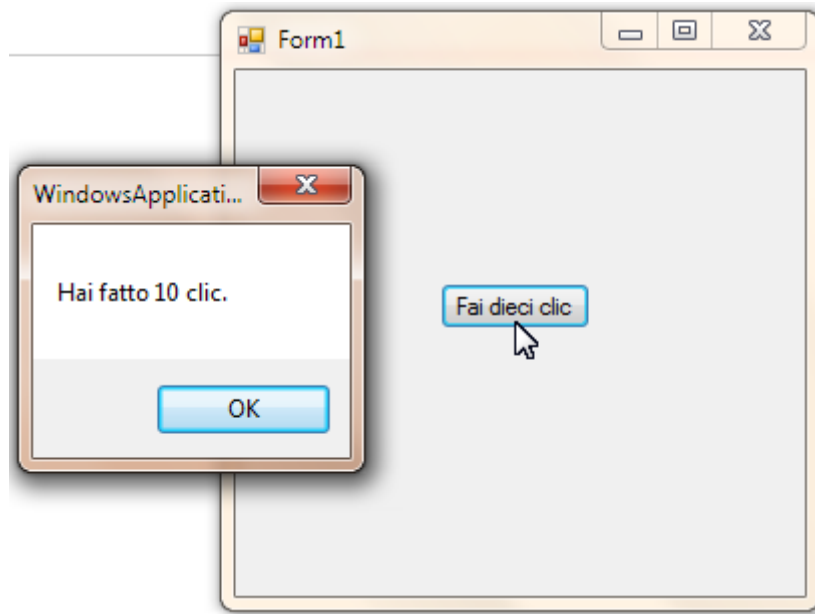 Form1
WindowsApplicati...
Hai fatto 10 clic.
Fai dieci clic
OK